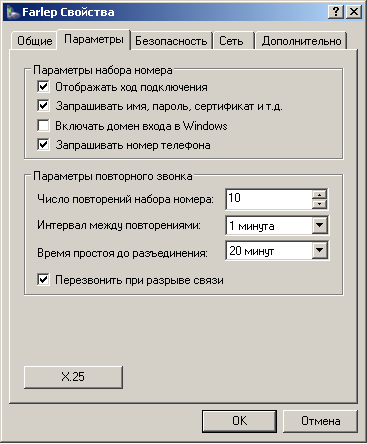 Farlep Свойства
Общие Параметры Безопасность Сеть Дополнительно
Параметры набора номера
Отображать ход подключения
Запрашивать имя, пароль, сертификат и т.д.
Включать домен входа в Windows
Запрашивать номер телефона
Параметры повторного звонка
Число повторений набора номера: 10
Интервал между повторениями: 1 минута
Время простоя до разъединения: 20 минут
Перезвонить при разрыве связи
X.25
OK Отмена